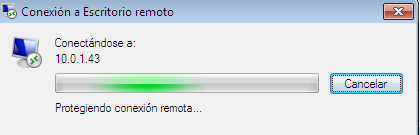 Conexión a Escritorio remoto
Conectándose a:
10.0.1.43
Cancelar
Protegiendo conexión remota...